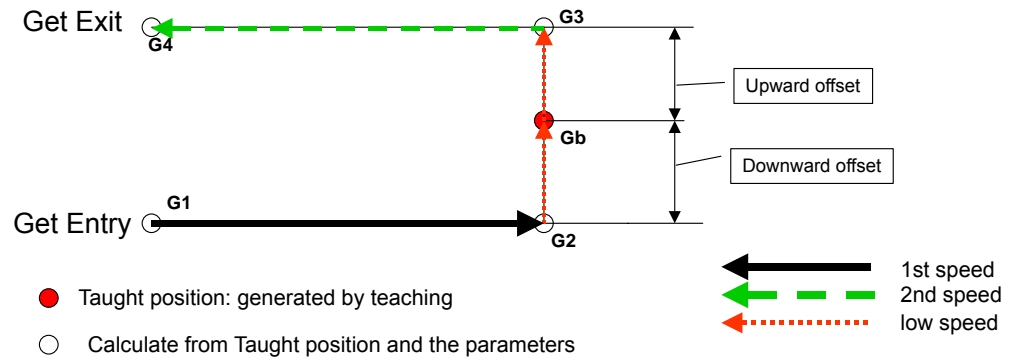 Get Exit
G4
G3
Upward offset
Gb
Downward offset
G1
Get Entry
G2
1st speed
2nd speed
low speed
Taught position: generated by teaching
Calculate from Taught position and the parameters